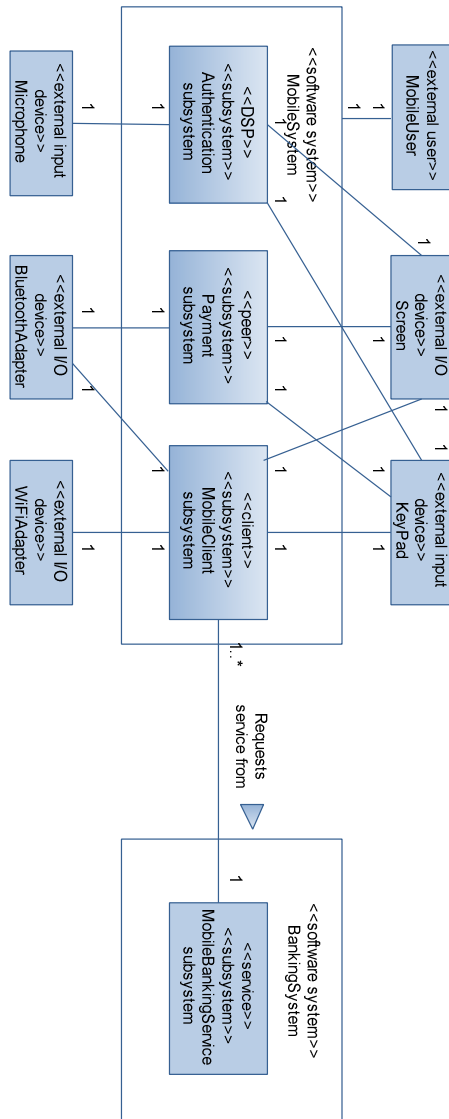 <<external user>>
MobileUser
<<external I/O
device>>
Screen
<<external input
device>>
KeyPad
1
1
1
1
1
1
1
1
<<software system>>
MobileSystem
<<DSP>>
<<subsystem>>
Authentication
subsystem
<<peer>>
<<subsystem>>
Payment
subsystem
<<client>>
<<subsystem>>
MobileClient
subsystem
1
1
1
1
1
1
1
1
1
1
1..*
Requests
service from
1
<<software system>>
BankingSystem
<<service>>
<<subsystem>>
MobileBankingService
subsystem
1
1
1
1
<<external input
device>>
Microphone
<<external I/O
device>>
BluetoothAdapter
<<external I/O
device>>
WiFiAdapter